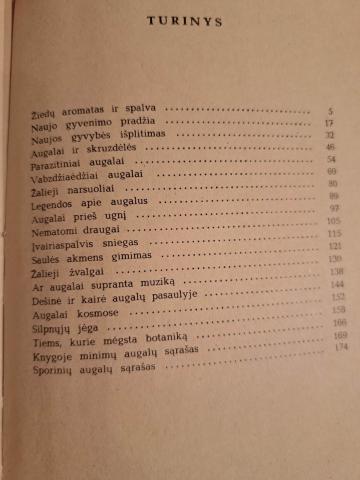 TURINYS
Žiedų aromatas ir spalva 5
Naujo gyvenimo pradžia 17
Naujos gyvybės išplitimas 32
Augalai ir skruzdėlės 46
Parazitiniai augalai 54
Vabzdžiaėdžiai augalai 69
Žalieji narsuoliai 80
Legendos apie augalus 89
Augalai prieš ugnį 97
Nematomi draugai 105
Įvairiaspalvis sniegas 115
Saulės akmens gimimas 121
Žalieji žvalgai 130
Ar augalai supranta muziką 138
Dešinė ir kairė augalų pasaulyje 144
Augalai kosmose 152
Silpnųjų jėga 158
Tiems, kurie mėgsta botaniką 166
Knygoje minimų augalų sąrašas 169
Sporinių augalų sąrašas 174